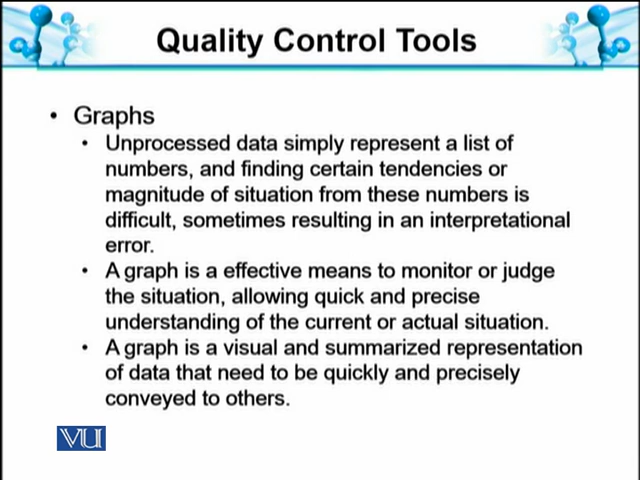 Quality Control Tools
• Graphs
• Unprocessed data simply represent a list of
numbers, and finding certain tendencies or
magnitude of situation from these numbers is
difficult, sometimes resulting in an interpretational
error.
• A graph is a effective means to monitor or judge
the situation, allowing quick and precise
understanding of the current or actual situation.
• A graph is a visual and summarized representation
of data that need to be quickly and precisely
conveyed to others.
VU